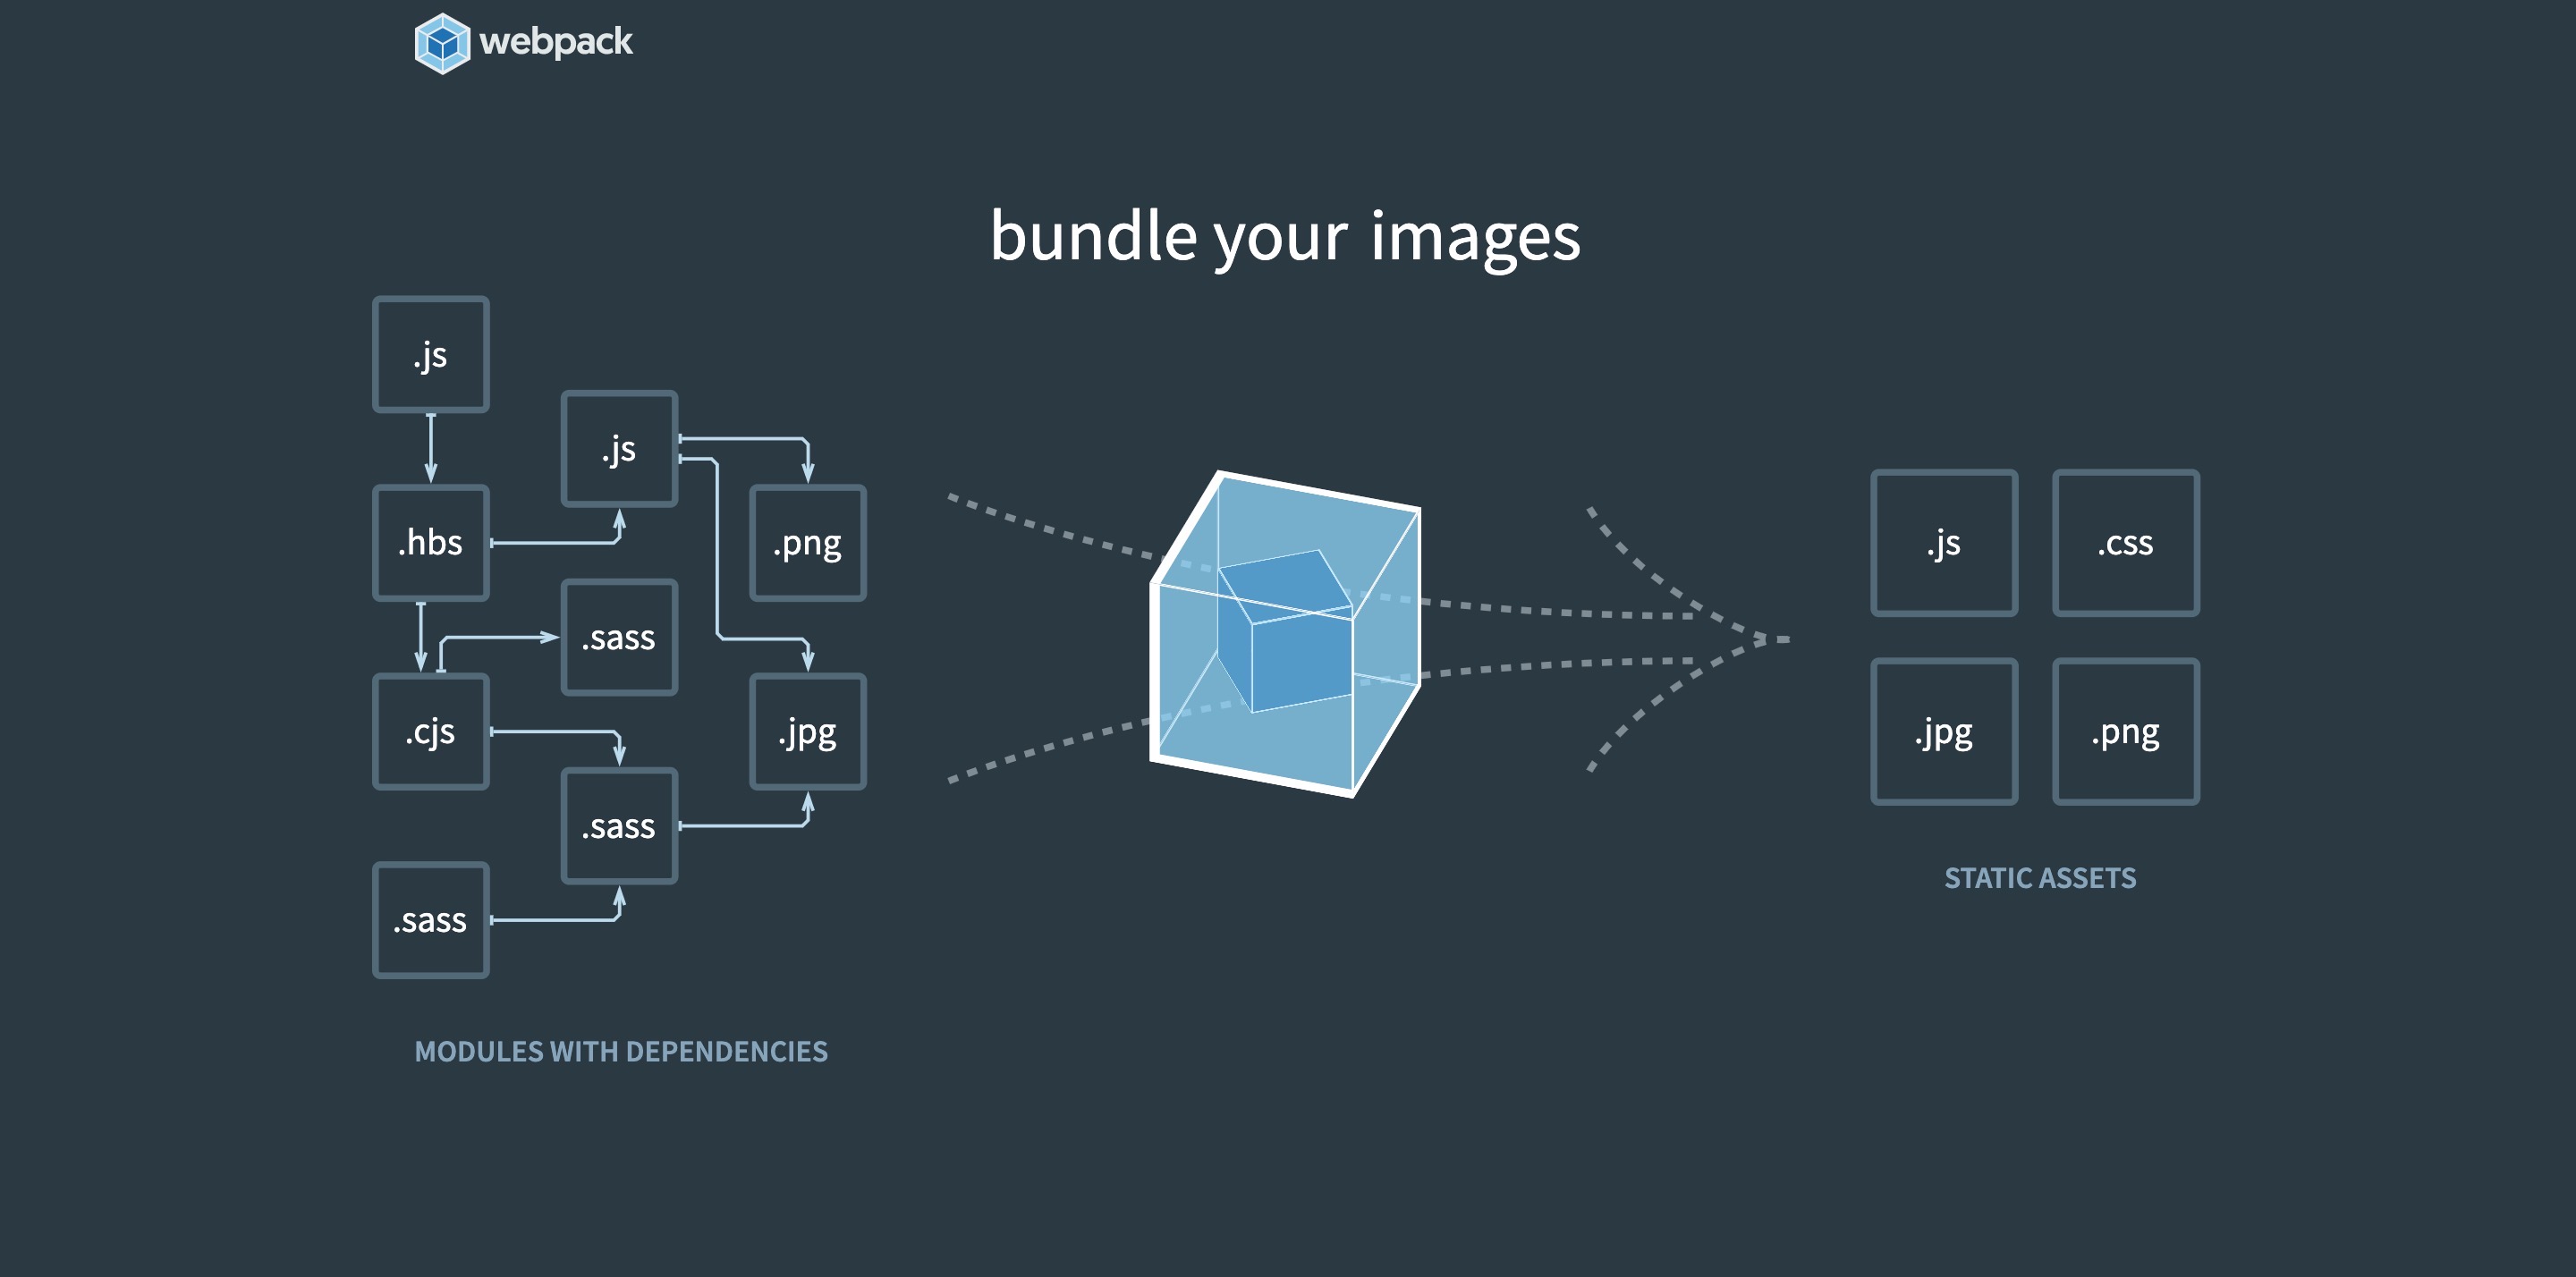 webpack
bundle your images
.js
.js
.hbs
.png
.sass
.cjs
.jpg
.sass
.sass
MODULES WITH DEPENDENCIES
.js
.css
.jpg
.png
STATIC ASSETS